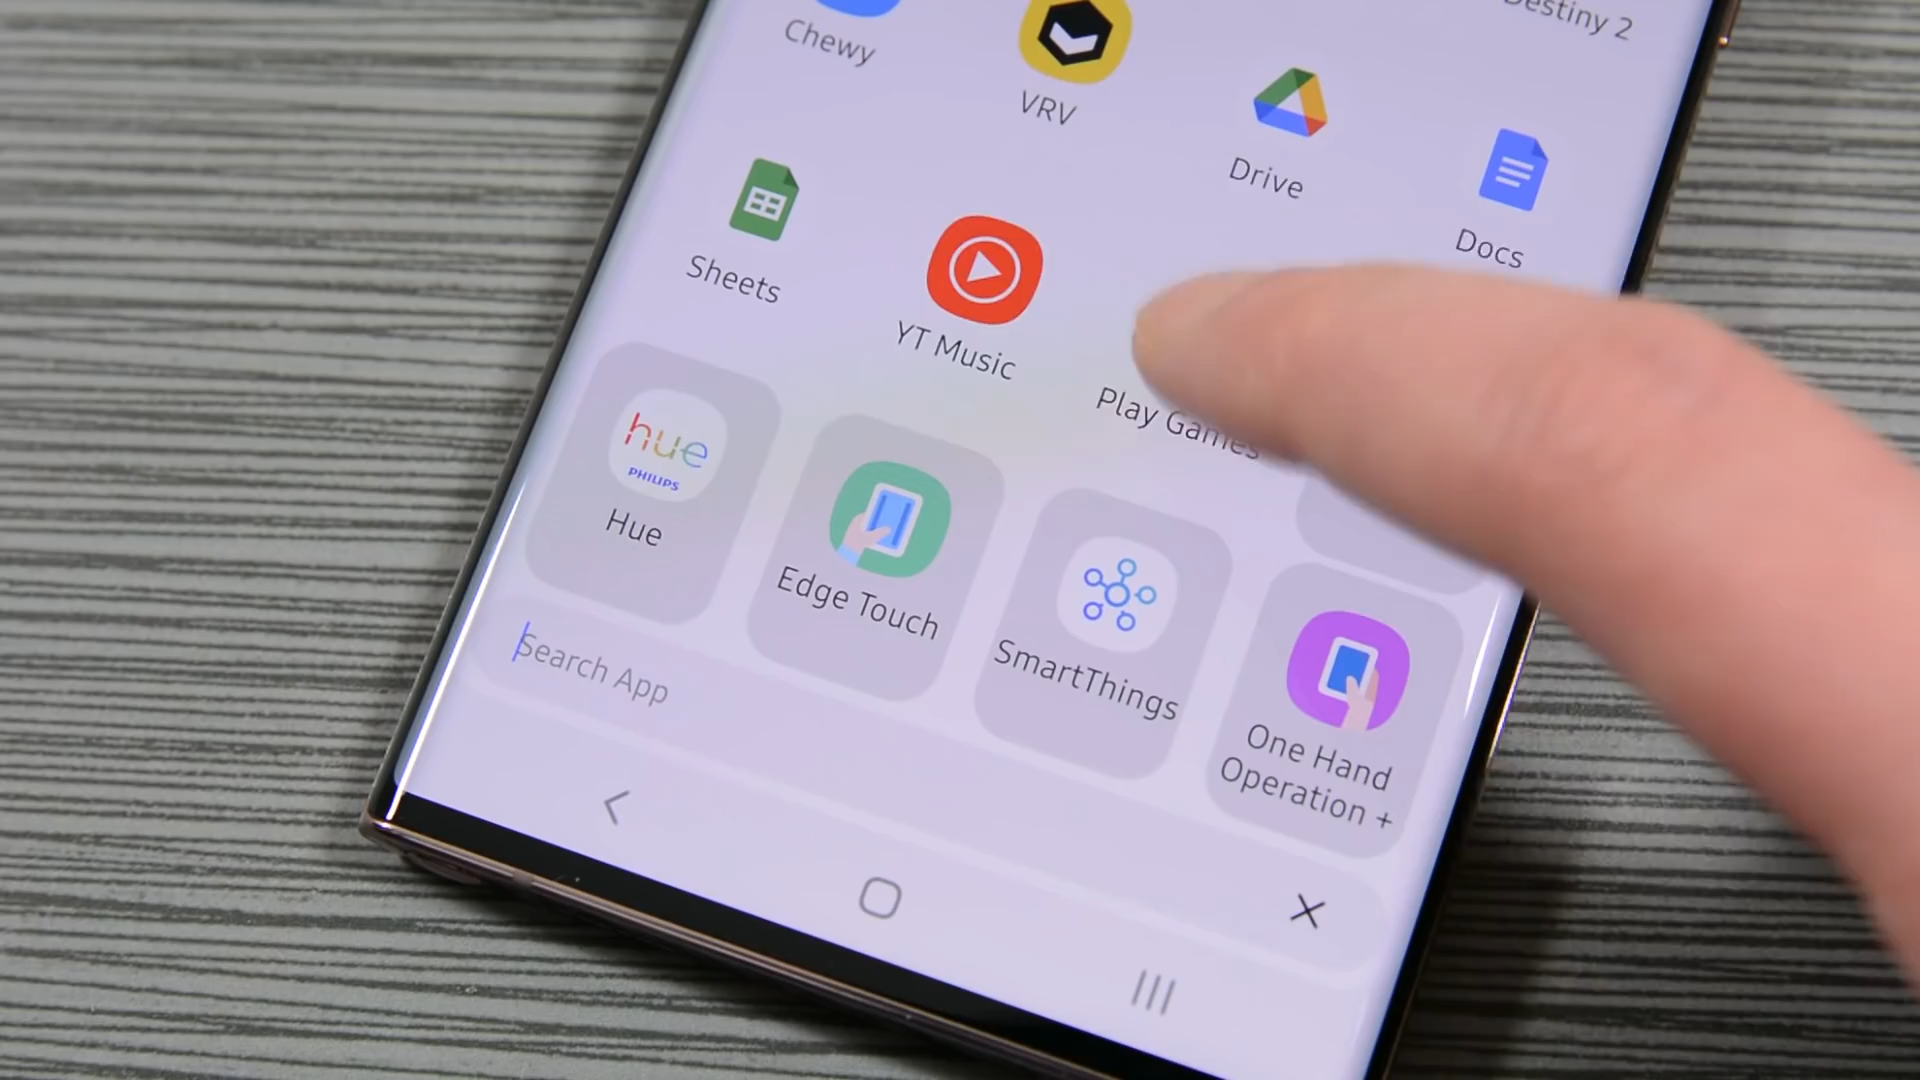 Destiny 2
Chewy
VRV
Drive
Docs
Sheets
YT Music
Play Games
hue
PHILIPS
Hue
Edge Touch
SmartThings
One Hand
Operation +
Search App